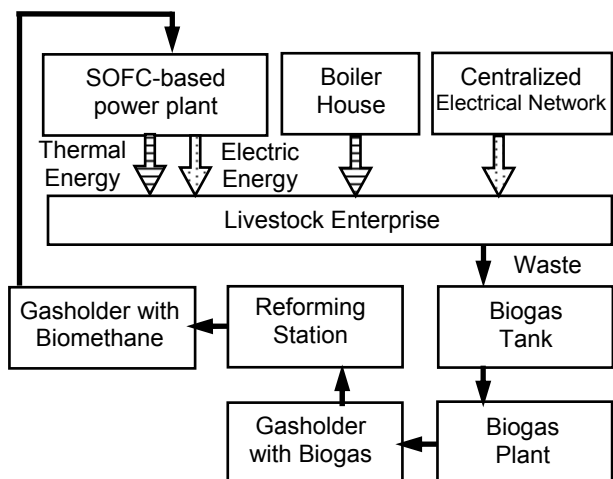 SOFC-based
power plant
Boiler
House
Centralized
Electrical Network
Thermal
Energy
Electric
Energy
Livestock Enterprise
Waste
Gasholder with
Biomethane
Reforming
Station
Biogas
Tank
Gasholder
with Biogas
Biogas
Plant